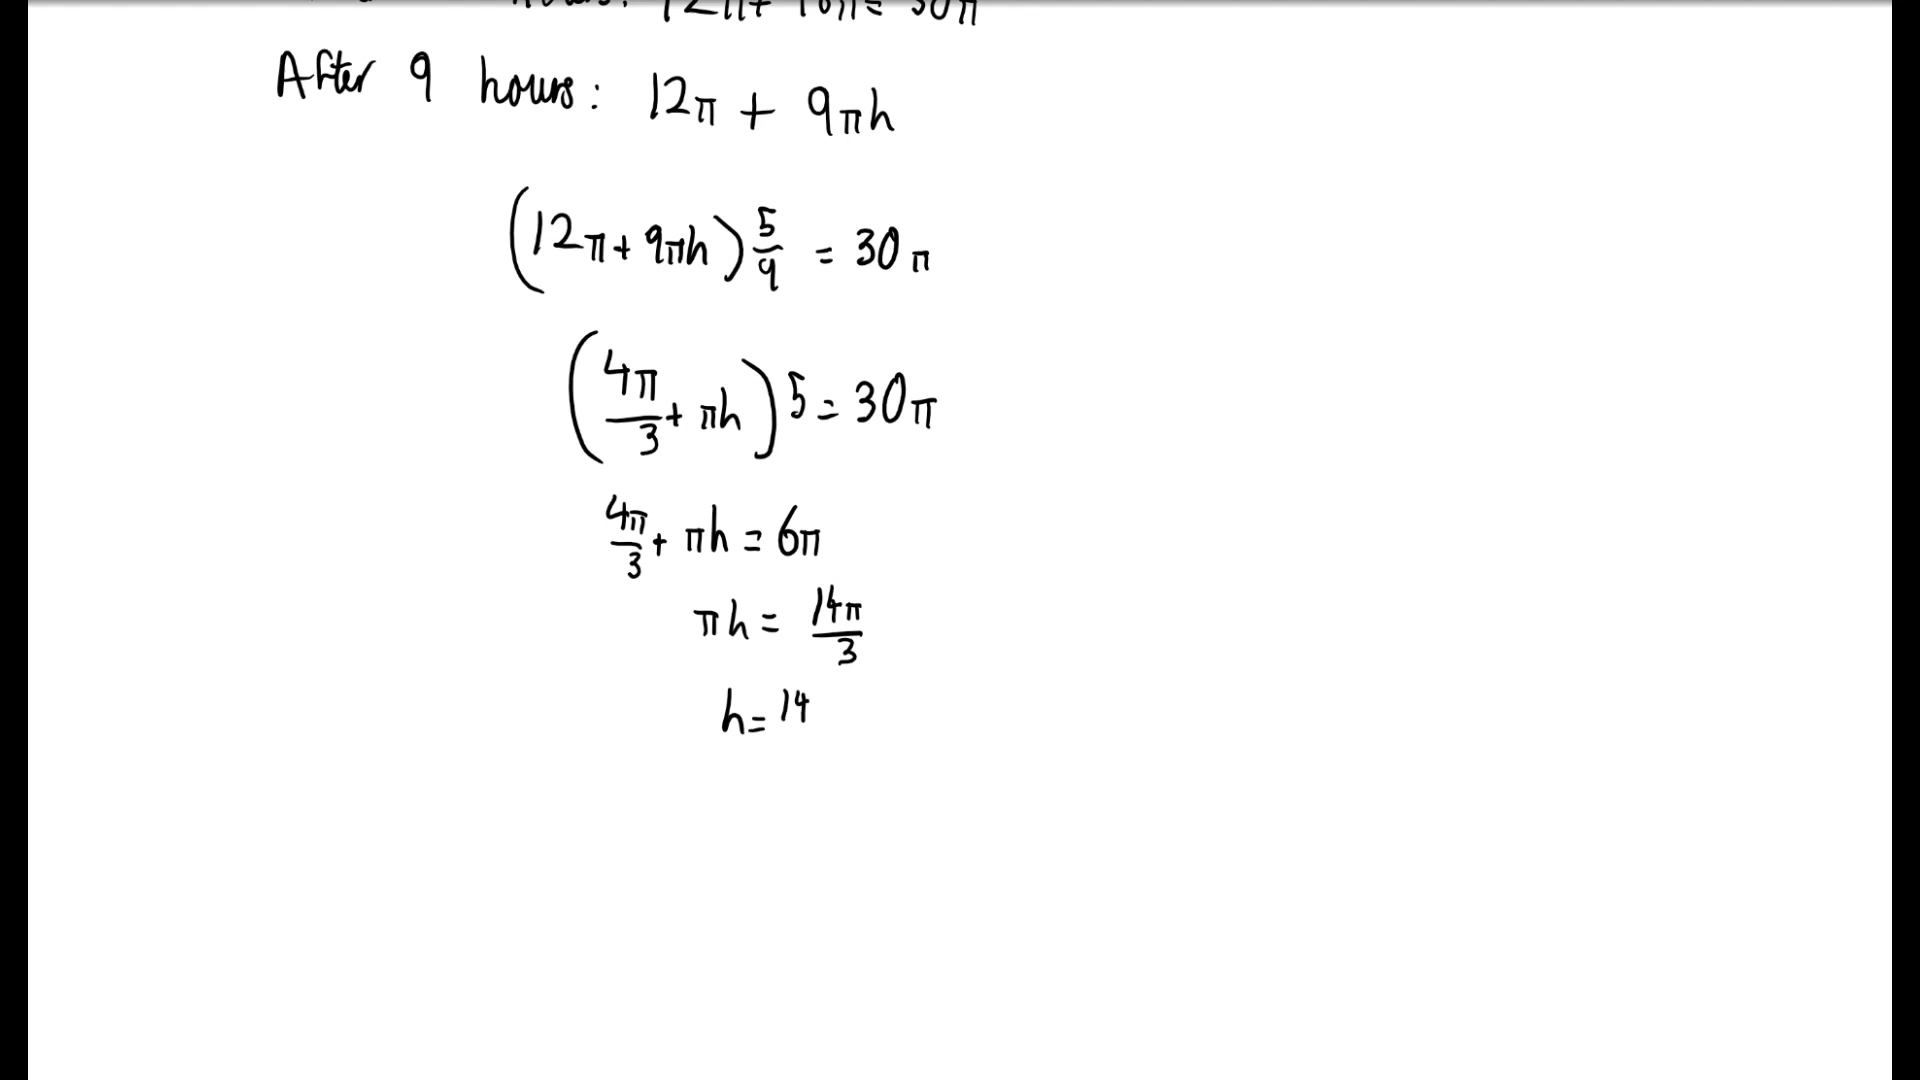 After 9 hours: 12π + 9πh
(12π + 9πh) 5/9 = 30π
(4π/3 + πh) 5 = 30π
4π/3 + πh = 6π
πh = 14π/3
h = 14